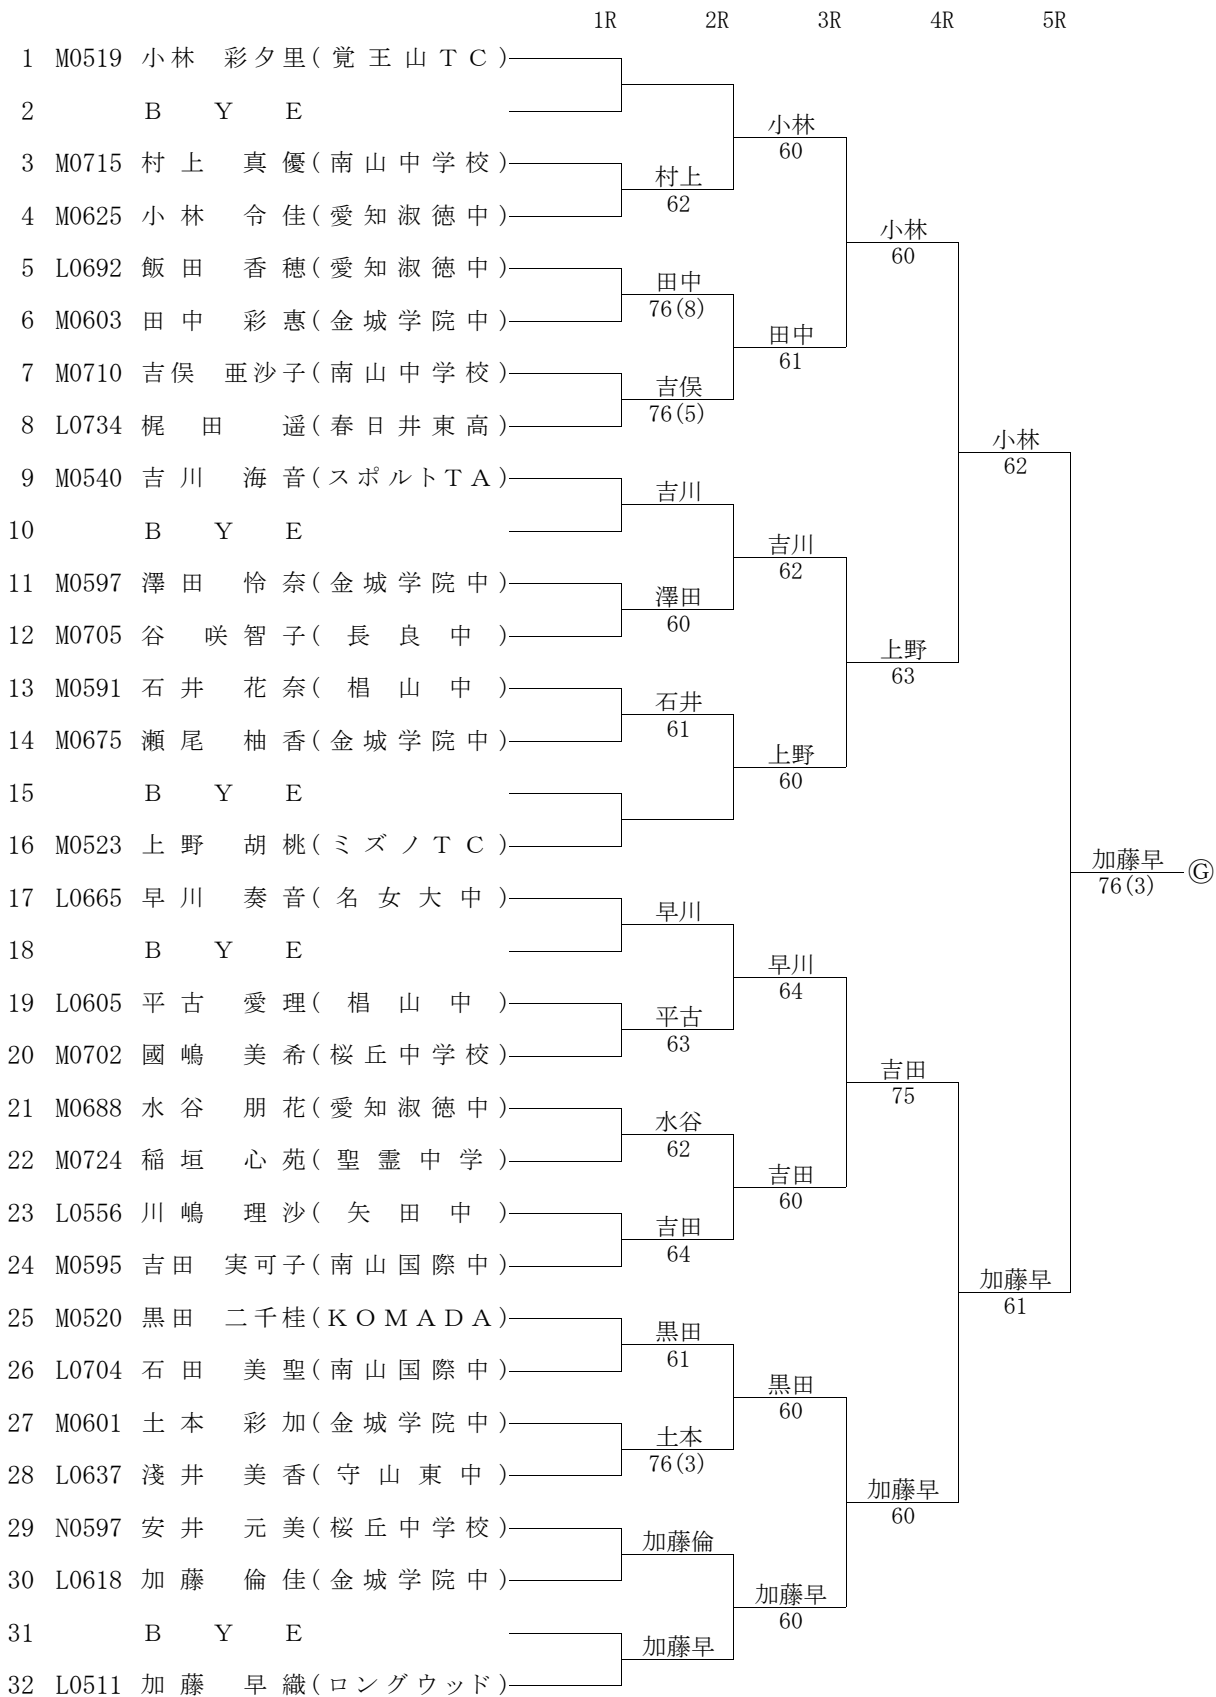 1R 2R 3R 4R 5R
1 M0519 小林 彩夕里(覚王山TC)
2 BYE
小林
60
3 M0715 村上 真優(南山中学校)
村上
62
4 M0625 小林 令佳(愛知淑徳中)
小林
60
5 L0692 飯田 香穂(愛知淑徳中)
田中
76(8)
6 M0603 田中 彩惠(金城学院中)
田中
61
7 M0710 吉俣 亜沙子(南山中学校)
吉俣
76(5)
8 L0734 梶田 遥(春日井東高)
小林
62
9 M0540 吉川 海音(スポルトTA)
吉川
10 BYE
吉川
62
11 M0597 澤田 怜奈(金城学院中)
澤田
60
12 M0705 谷 咲智子(長良中)
上野
63
13 M0591 石井 花奈(椙山中)
石井
61
14 M0675 瀬尾 柚香(金城学院中)
上野
60
15 BYE
16 M0523 上野 胡桃(ミズノTC)
加藤早
76(3)
Ⓖ
17 L0665 早川 奏音(名女大中)
早川
18 BYE
早川
64
19 L0605 平古 愛理(椙山中)
平古
63
20 M0702 國嶋 美希(桜丘中学校)
吉田
75
21 M0688 水谷 朋花(愛知淑徳中)
水谷
62
22 M0724 稲垣 心苑(聖霊中学)
吉田
60
23 L0556 川嶋 理沙(矢田中)
吉田
64
24 M0595 吉田 実可子(南山国際中)
加藤早
61
25 M0520 黒田 二千桂(KOMADA)
黒田
61
26 L0704 石田 美聖(南山国際中)
黒田
60
27 M0601 土本 彩加(金城学院中)
土本
76(3)
28 L0637 淺井 美香(守山東中)
加藤早
60
29 N0597 安井 元美(桜丘中学校)
加藤倫
30 L0618 加藤 倫佳(金城学院中)
加藤早
60
31 BYE
加藤早
32 L0511 加藤 早織(ロングウッド)